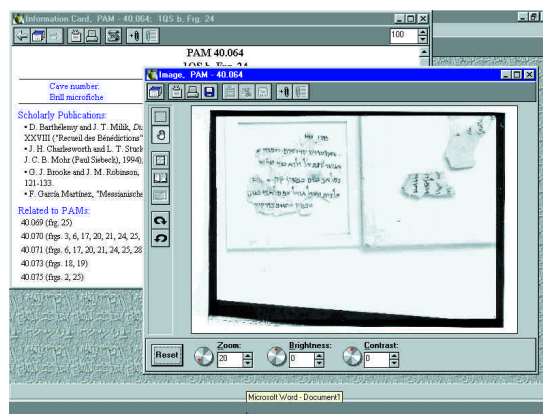 Information Card, PAM - 40.064; 1QS b, Frg. 24
100
PAM 40.064
1QS b, Frg. 24
Cave number:
Brill microfiche
Scholarly Publications:
• D. Barthélemy and J. T. Milik, Di
XXVIII ("Recueil des Bénédictions"
• J. H. Charlesworth and L. T. Stuck
J. C. B. Mohr (Paul Siebeck), 1994),
• G. J. Brooke and J. M. Robinson,
121-133.
• F. García Martínez, "Messianische
Related to PAMs:
40.069 (frg. 25)
40.070 (frgs. 3, 6, 17, 20, 21, 24, 25,
40.071 (frgs. 6, 17, 20, 21, 24, 25, 28
40.073 (frgs. 18, 19)
40.075 (frgs. 2, 25)
Image, PAM - 40.064
Reset
Zoom:
20
Brightness:
0
Contrast:
0
Microsoft Word - Document1